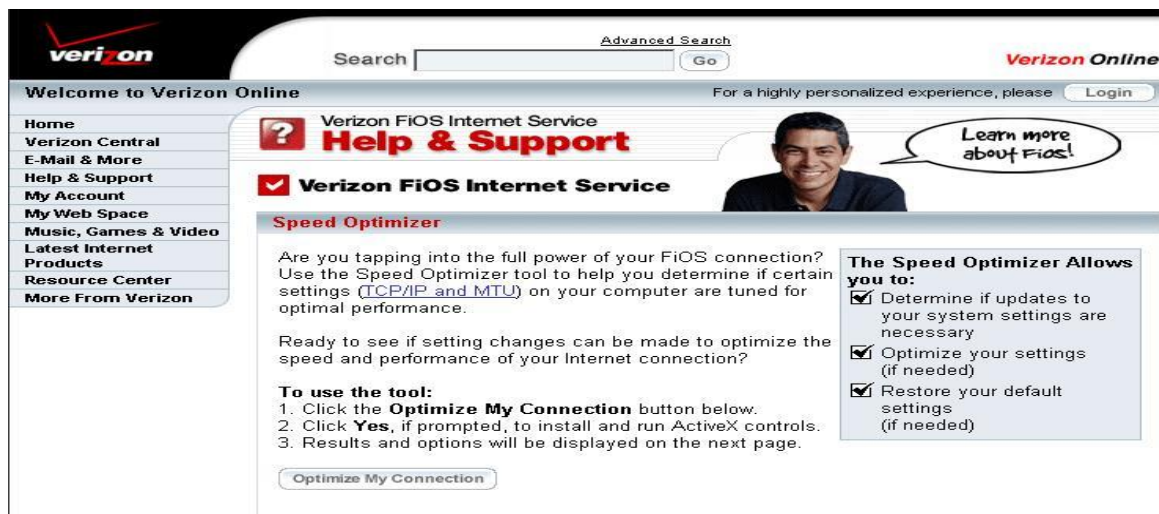 verizon
Advanced Search
Search
Go
Verizon Online
Welcome to Verizon Online
For a highly personalized experience, please
Login
Home
Verizon Central
E-Mail & More
Help & Support
My Account
My Web Space
Music, Games & Video
Latest Internet
Products
Resource Center
More From Verizon
?
Verizon FiOS Internet Service
Help & Support
Learn more
about Fios!
Verizon FiOS Internet Service
Speed Optimizer
Are you tapping into the full power of your FiOS connection?
Use the Speed Optimizer tool to help you determine if certain
settings (TCP/IP and MTU) on your computer are tuned for
optimal performance.
Ready to see if setting changes can be made to optimize the
speed and performance of your Internet connection?
To use the tool:
1. Click the Optimize My Connection button below.
2. Click Yes, if prompted, to install and run ActiveX controls.
3. Results and options will be displayed on the next page.
Optimize My Connection
The Speed Optimizer Allows
you to:
Determine if updates to
your system settings are
necessary
Optimize your settings
(if needed)
Restore your default
settings
(if needed)